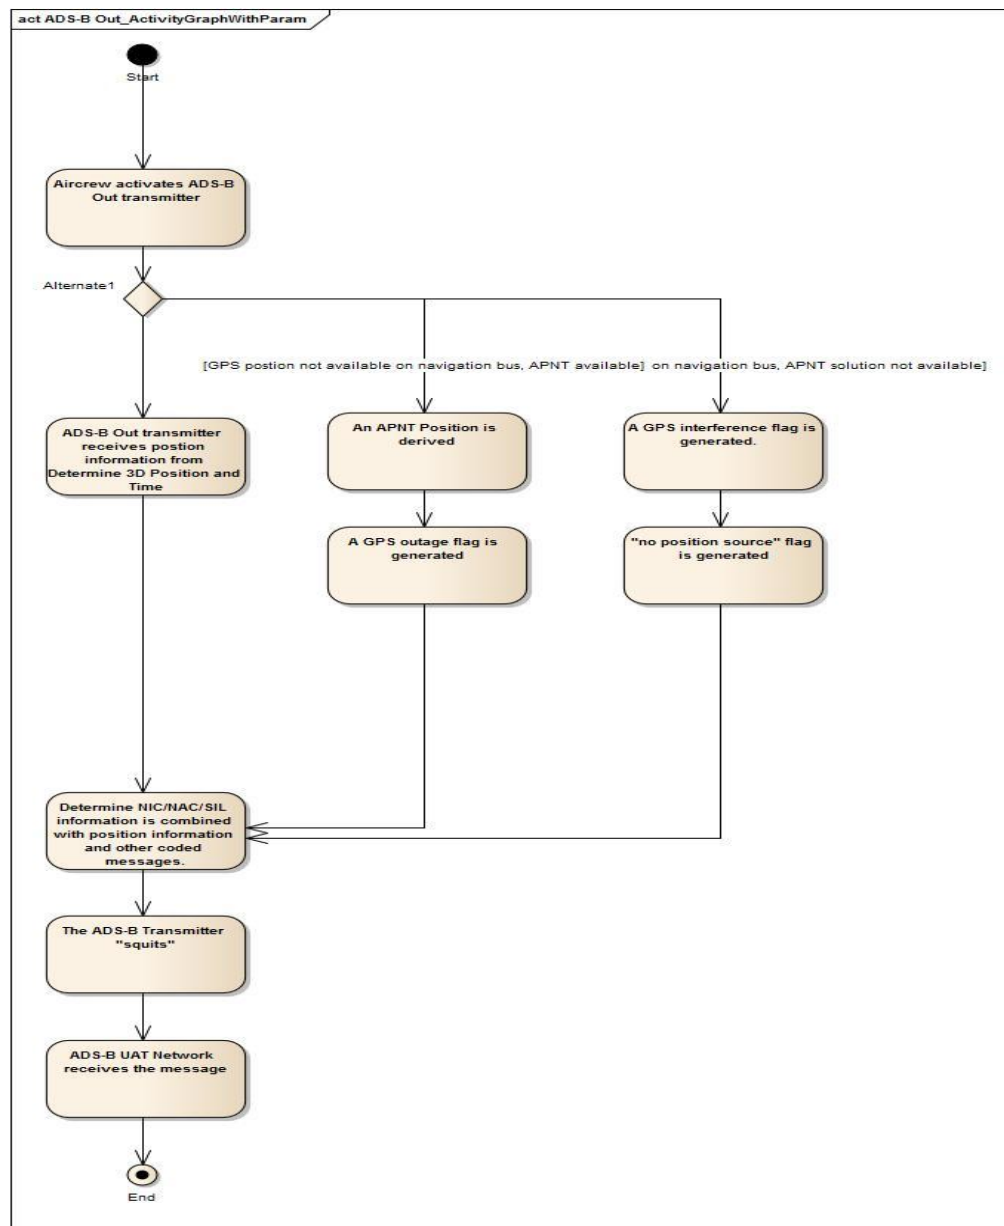 act ADS-B Out_ActivityGraphWithParam
Start
Aircrew activates ADS-B
Out transmitter
Alternate1
[GPS postion not available on navigation bus, APNT available]
on navigation bus, APNT solution not available]
ADS-B Out transmitter
receives postion
information from
Determine 3D Position and
Time
An APNT Position is
derived
A GPS interference flag is
generated.
A GPS outage flag is
generated
"no position source" flag
is generated
Determine NIC/NAC/SIL
information is combined
with position information
and other coded
messages.
The ADS-B Transmitter
"squits"
ADS-B UAT Network
receives the message
End